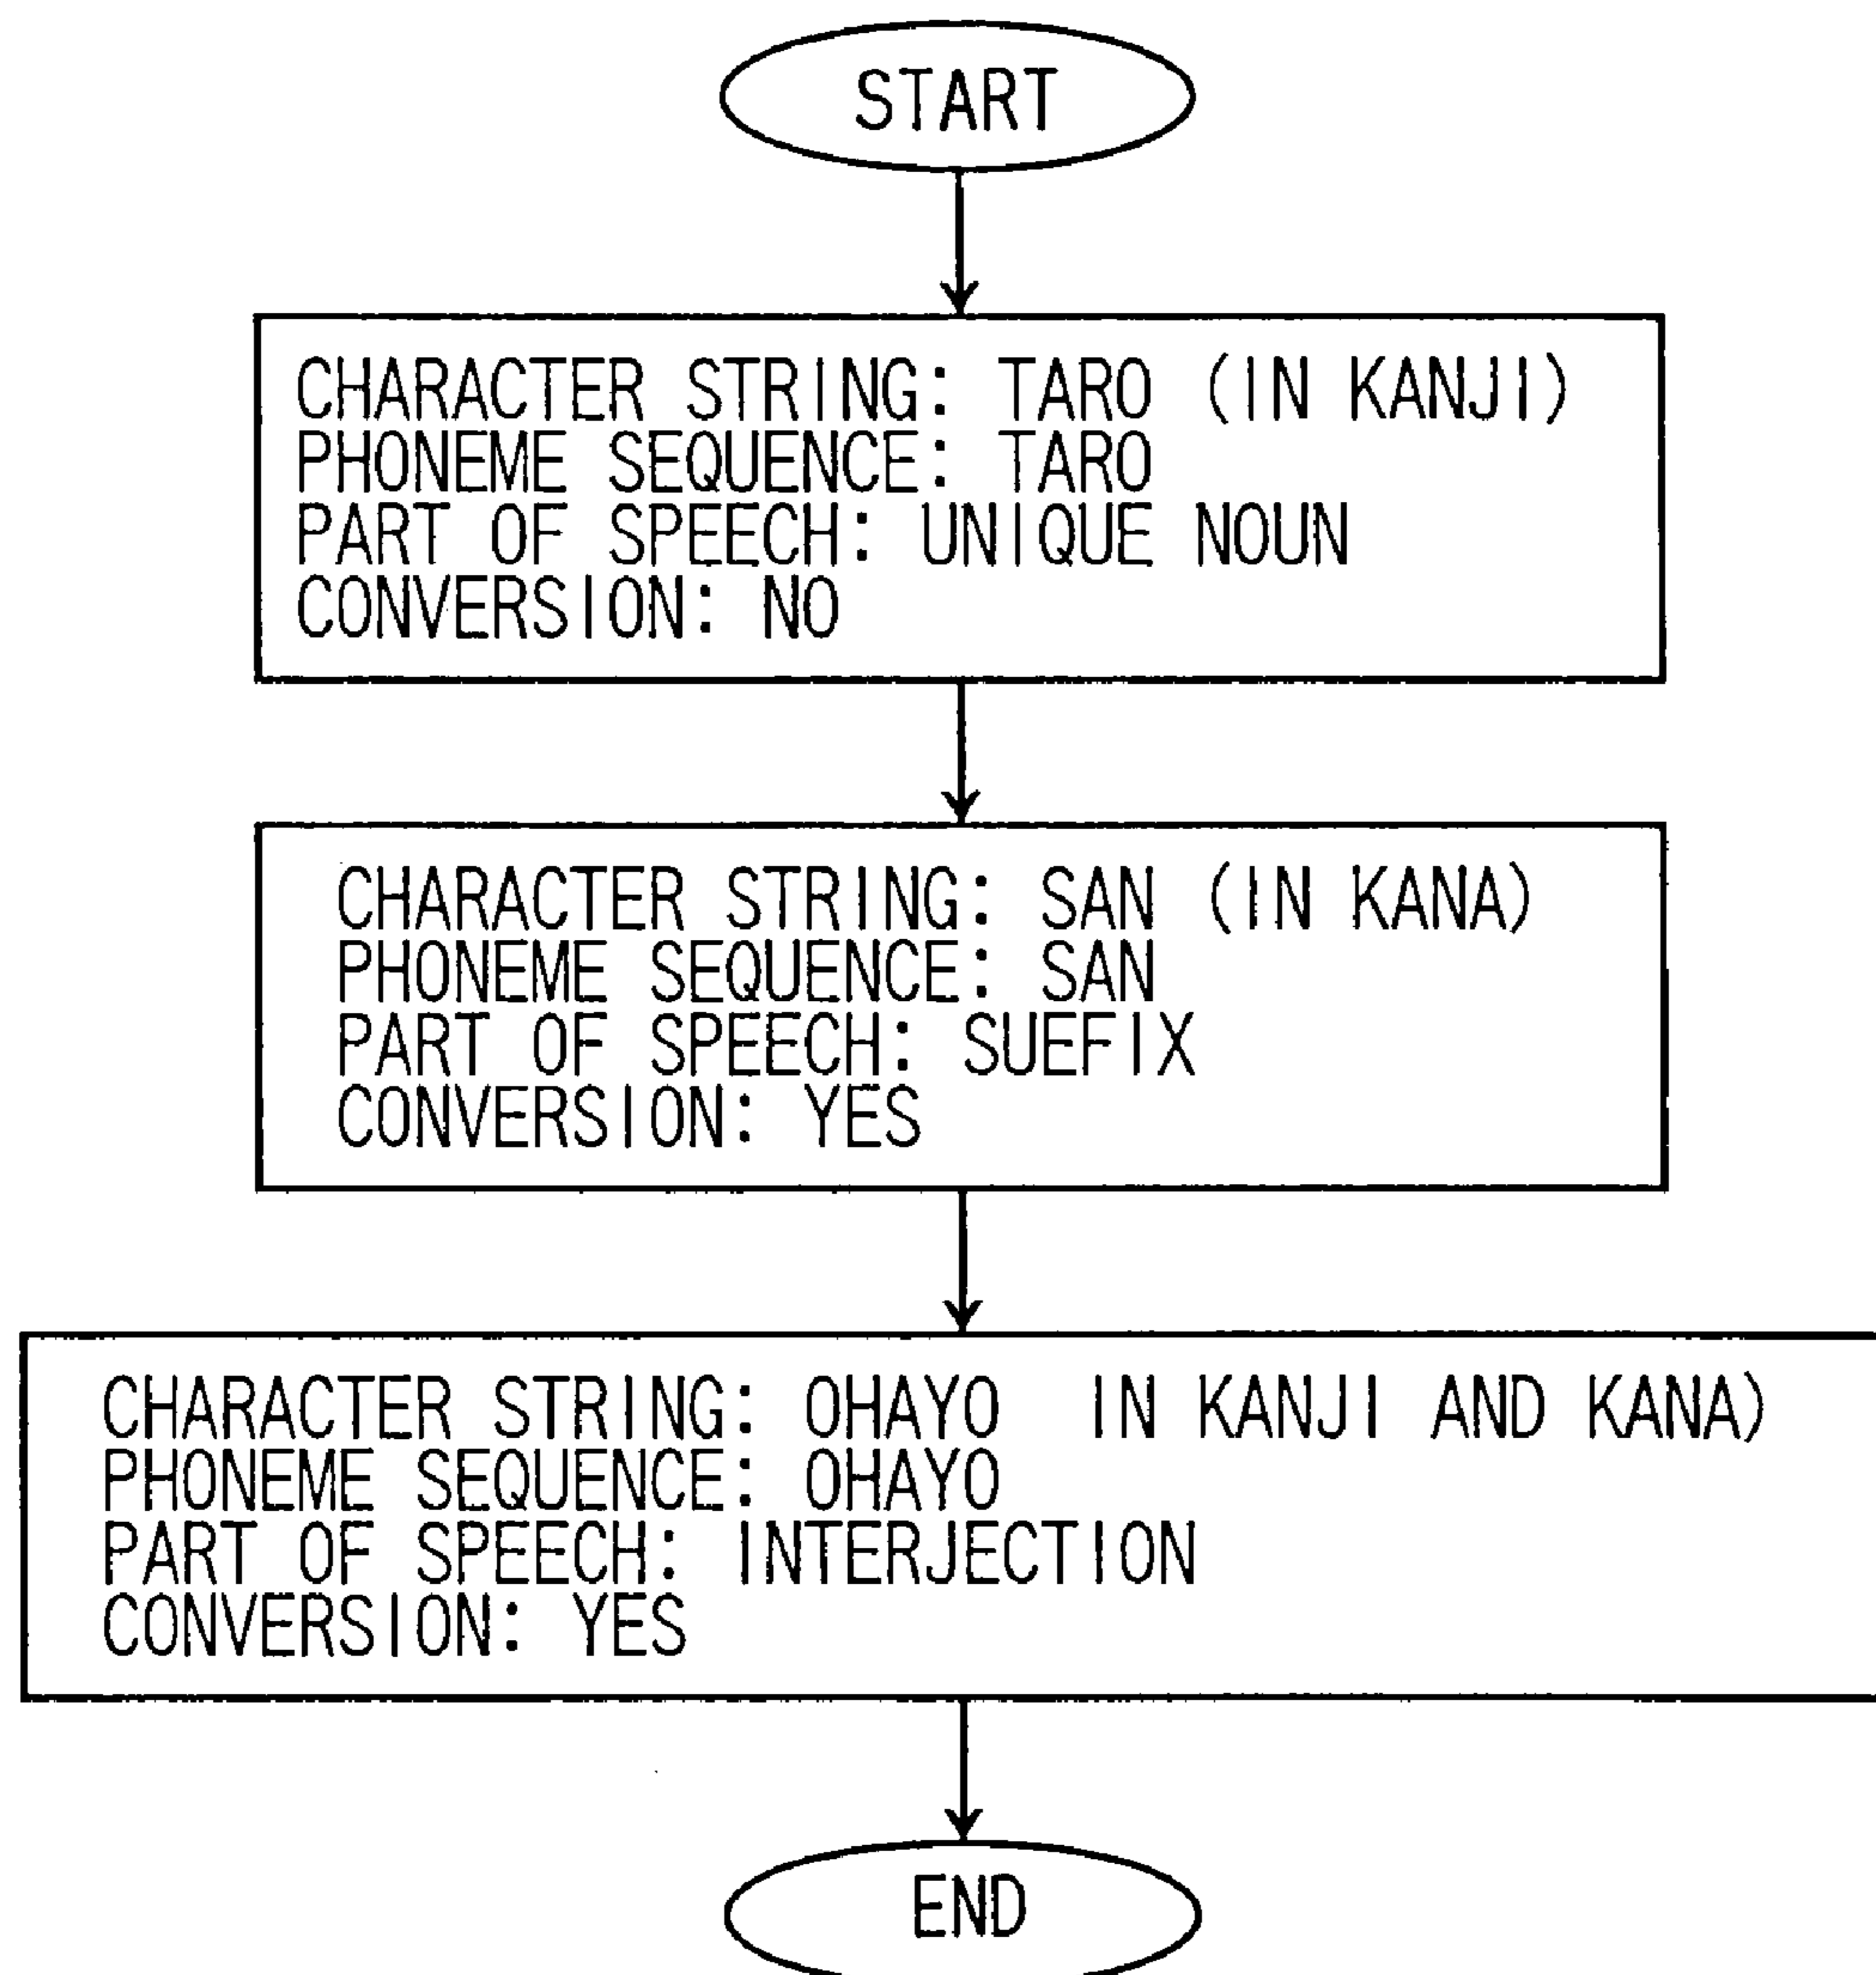 START
CHARACTER STRING: TARO (IN KANJI)
PHONEME SEQUENCE: TARO
PART OF SPEECH: UNIQUE NOUN
CONVERSION: NO
CHARACTER STRING: SAN (IN KANA)
PHONEME SEQUENCE: SAN
PART OF SPEECH: SUEFIX
CONVERSION: YES
CHARACTER STRING: OHAYO IN KANJI AND KANA)
PHONEME SEQUENCE: OHAYO
PART OF SPEECH: INTERJECTION
CONVERSION: YES
END